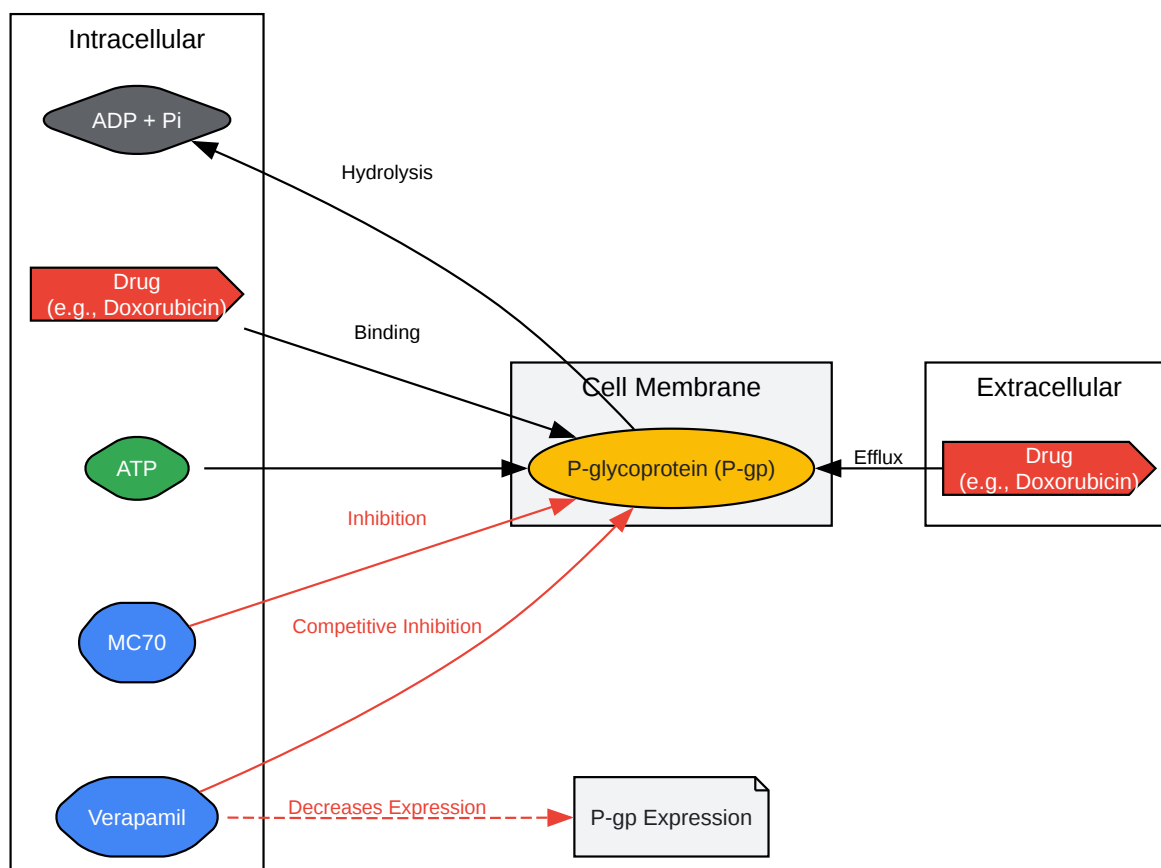 Intracellular
ADP + Pi
Hydrolysis
Drug
(e.g., Doxorubicin)
Binding
Cell Membrane
Extracellular
ATP
P-glycoprotein (P-gp)
Efflux
Drug
(e.g., Doxorubicin)
Inhibition
MC70
Competitive Inhibition
Verapamil
Decreases Expression
P-gp Expression